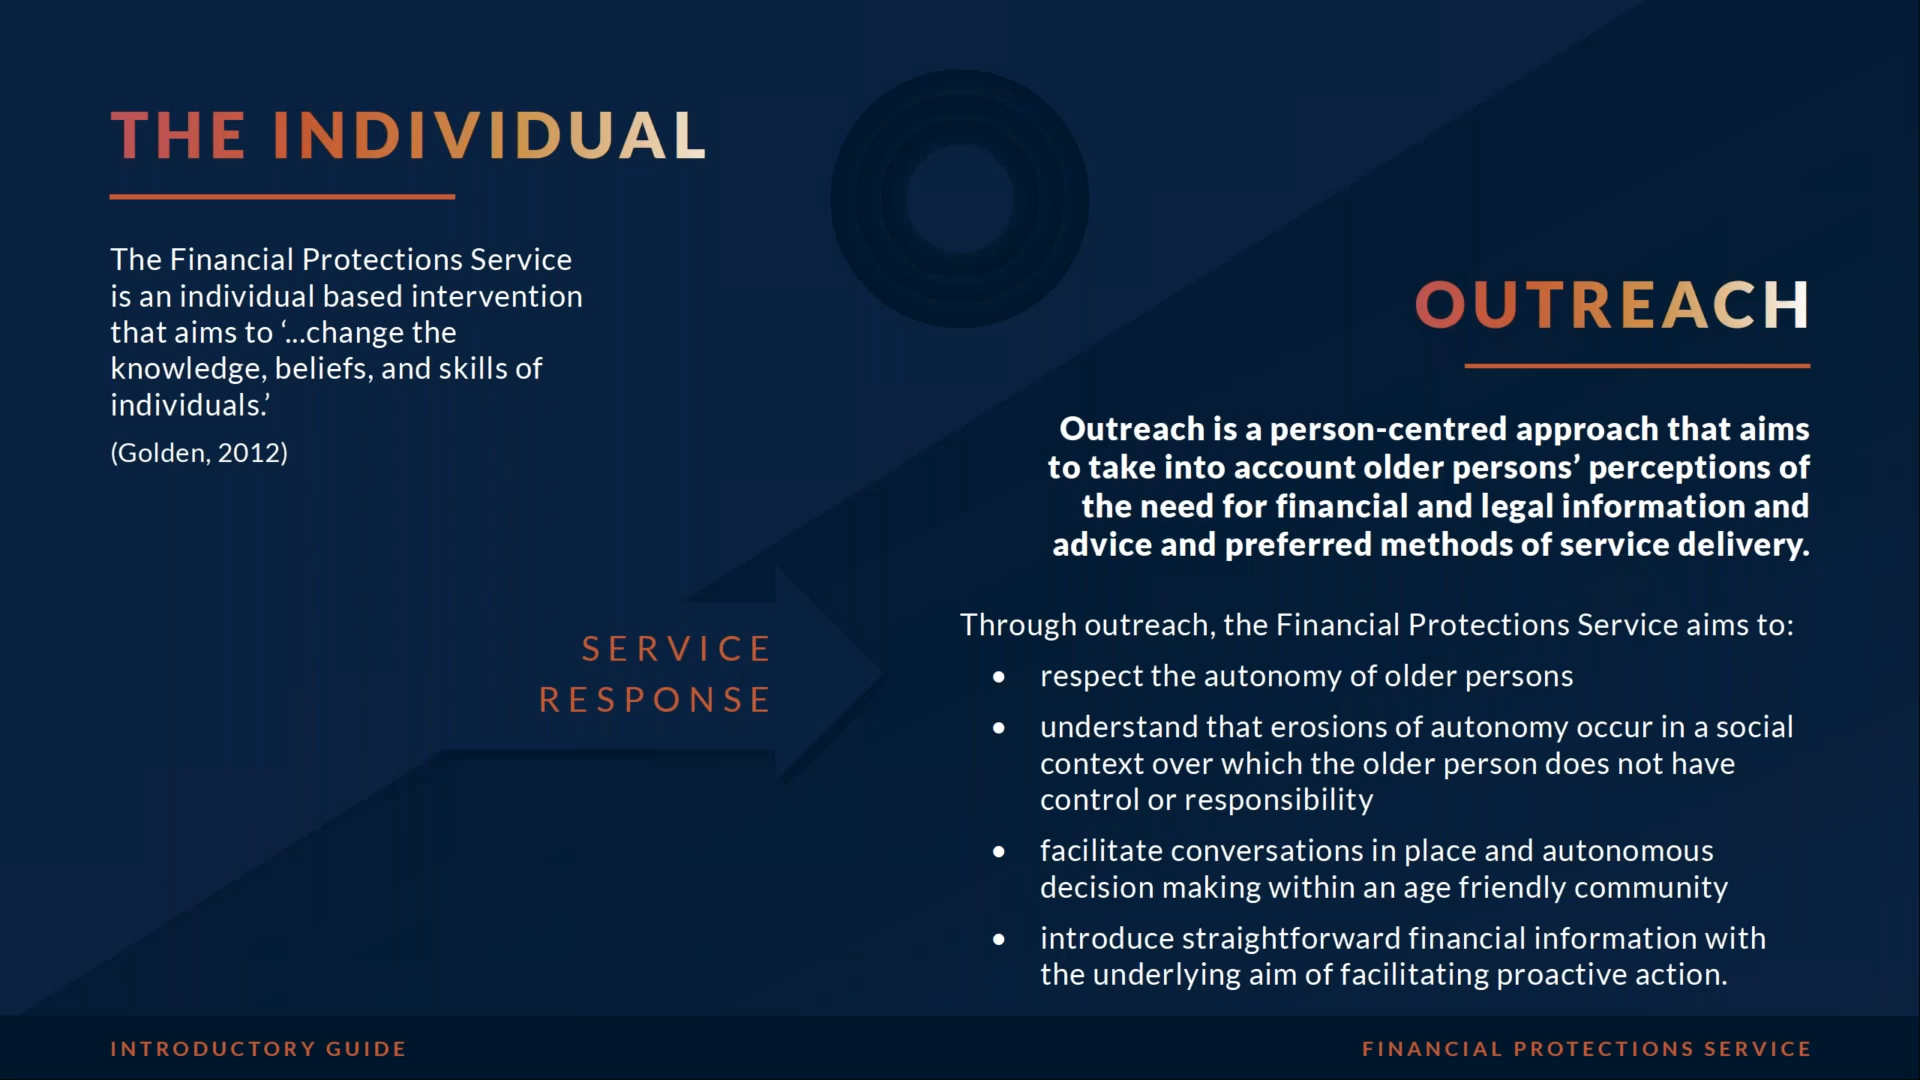 THE INDIVIDUAL
The Financial Protections Service
is an individual based intervention
that aims to ‘...change the
knowledge, beliefs, and skills of
individuals.’
(Golden, 2012)
SERVICE
RESPONSE
OUTREACH
Outreach is a person-centred approach that aims
to take into account older persons’ perceptions of
the need for financial and legal information and
advice and preferred methods of service delivery.
Through outreach, the Financial Protections Service aims to:
• respect the autonomy of older persons
• understand that erosions of autonomy occur in a social
context over which the older person does not have
control or responsibility
• facilitate conversations in place and autonomous
decision making within an age friendly community
• introduce straightforward financial information with
the underlying aim of facilitating proactive action.
INTRODUCTORY GUIDE
FINANCIAL PROTECTIONS SERVICE